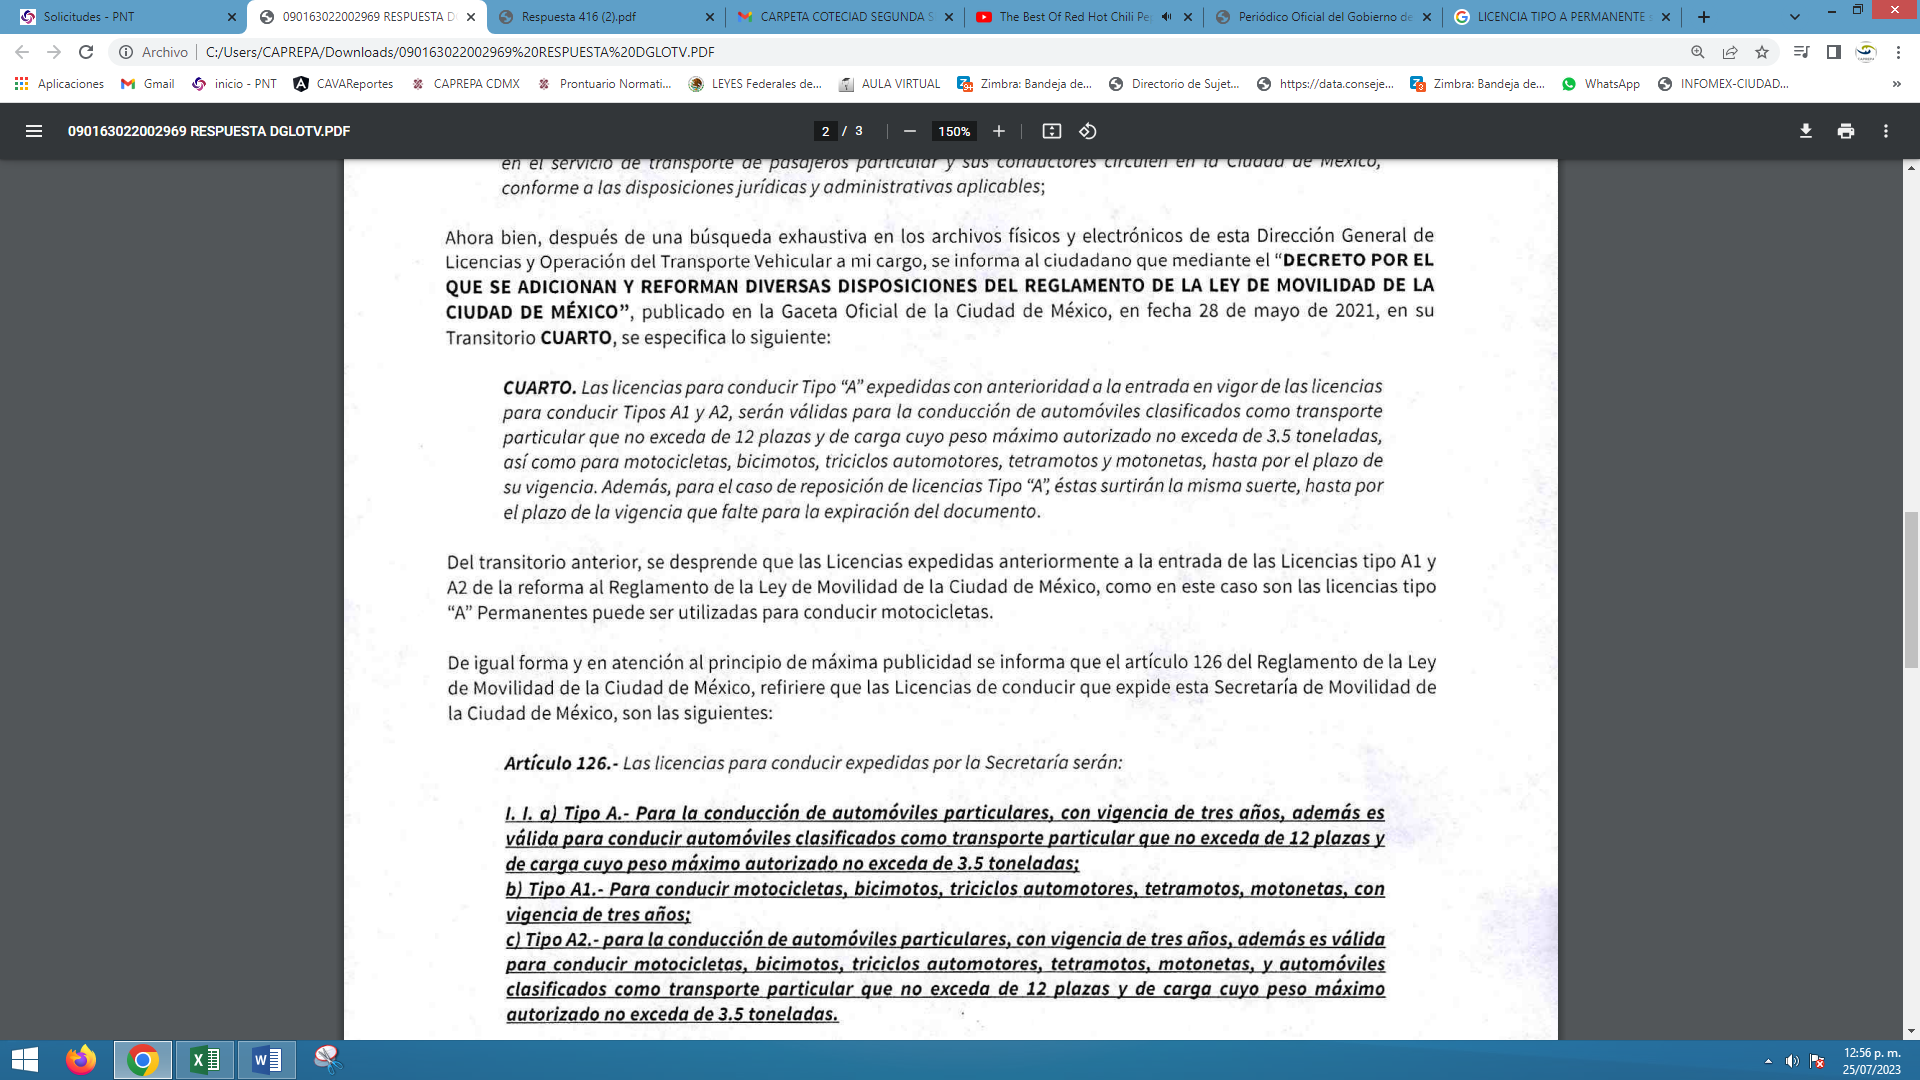 Solicitudes - PNT
090163022002969 RESPUESTA D
Respuesta 416 (2).pdf
CARPETA COTECIAD SEGUNDA S
The Best Of Red Hot Chili Pe
Periódico Oficial del Gobierno de
LICENCIA TIPO A PERMANENTE
Archivo
C:/Users/CAPREPA/Downloads/090163022002969%20RESPUESTA%20DGLOTV.PDF
Aplicaciones
Gmail
inicio - PNT
CAVAReportes
CAPREPA CDMX
Prontuario Normati...
LEYES Federales de...
AULA VIRTUAL
Zimbra: Bandeja de...
Directorio de Sujet...
https://data.conseje...
Zimbra: Bandeja de...
WhatsApp
INFOMEX-CIUDAD...
»
090163022002969 RESPUESTA DGLOTV.PDF
2 / 3
150%
en el servicio de transporte de pasajeros particular y sus conductores circulen en la Ciudad de México,
conforme a las disposiciones jurídicas y administrativas aplicables;
Ahora bien, después de una búsqueda exhaustiva en los archivos físicos y electrónicos de esta Dirección General de
Licencias y Operación del Transporte Vehicular a mi cargo, se informa al ciudadano que mediante el “DECRETO POR EL
QUE SE ADICIONAN Y REFORMAN DIVERSAS DISPOSICIONES DEL REGLAMENTO DE LA LEY DE MOVILIDAD DE LA
CIUDAD DE MÉXICO”, publicado en la Gaceta Oficial de la Ciudad de México, en fecha 28 de mayo de 2021, en su
Transitorio CUARTO, se especifica lo siguiente:
CUARTO. Las licencias para conducir Tipo “A” expedidas con anterioridad a la entrada en vigor de las licencias
para conducir Tipos A1 y A2, serán válidas para la conducción de automóviles clasificados como transporte
particular que no exceda de 12 plazas y de carga cuyo peso máximo autorizado no exceda de 3.5 toneladas,
así como para motocicletas, bicimotos, triciclos automotores, tetramotos y motonetas, hasta por el plazo de
su vigencia. Además, para el caso de reposición de licencias Tipo “A”, éstas surtirán la misma suerte, hasta por
el plazo de la vigencia que falte para la expiración del documento.
Del transitorio anterior, se desprende que las Licencias expedidas anteriormente a la entrada de las Licencias tipo A1 y
A2 de la reforma al Reglamento de la Ley de Movilidad de la Ciudad de México, como en este caso son las licencias tipo
“A” Permanentes puede ser utilizadas para conducir motocicletas.
De igual forma y en atención al principio de máxima publicidad se informa que el artículo 126 del Reglamento de la Ley
de Movilidad de la Ciudad de México, refiriere que las Licencias de conducir que expide esta Secretaría de Movilidad de
la Ciudad de México, son las siguientes:
Artículo 126.- Las licencias para conducir expedidas por la Secretaría serán:
I. I. a) Tipo A.- Para la conducción de automóviles particulares, con vigencia de tres años, además es
válida para conducir automóviles clasificados como transporte particular que no exceda de 12 plazas y
de carga cuyo peso máximo autorizado no exceda de 3.5 toneladas;
b) Tipo A1.- Para conducir motocicletas, bicimotos, triciclos automotores, tetramotos, motonetas, con
vigencia de tres años;
c) Tipo A2.- para la conducción de automóviles particulares, con vigencia de tres años, además es válida
para conducir motocicletas, bicimotos, triciclos automotores, tetramotos, motonetas, y automóviles
clasificados como transporte particular que no exceda de 12 plazas y de carga cuyo peso máximo
autorizado no exceda de 3.5 toneladas.
12:56 p. m.
25/07/2023